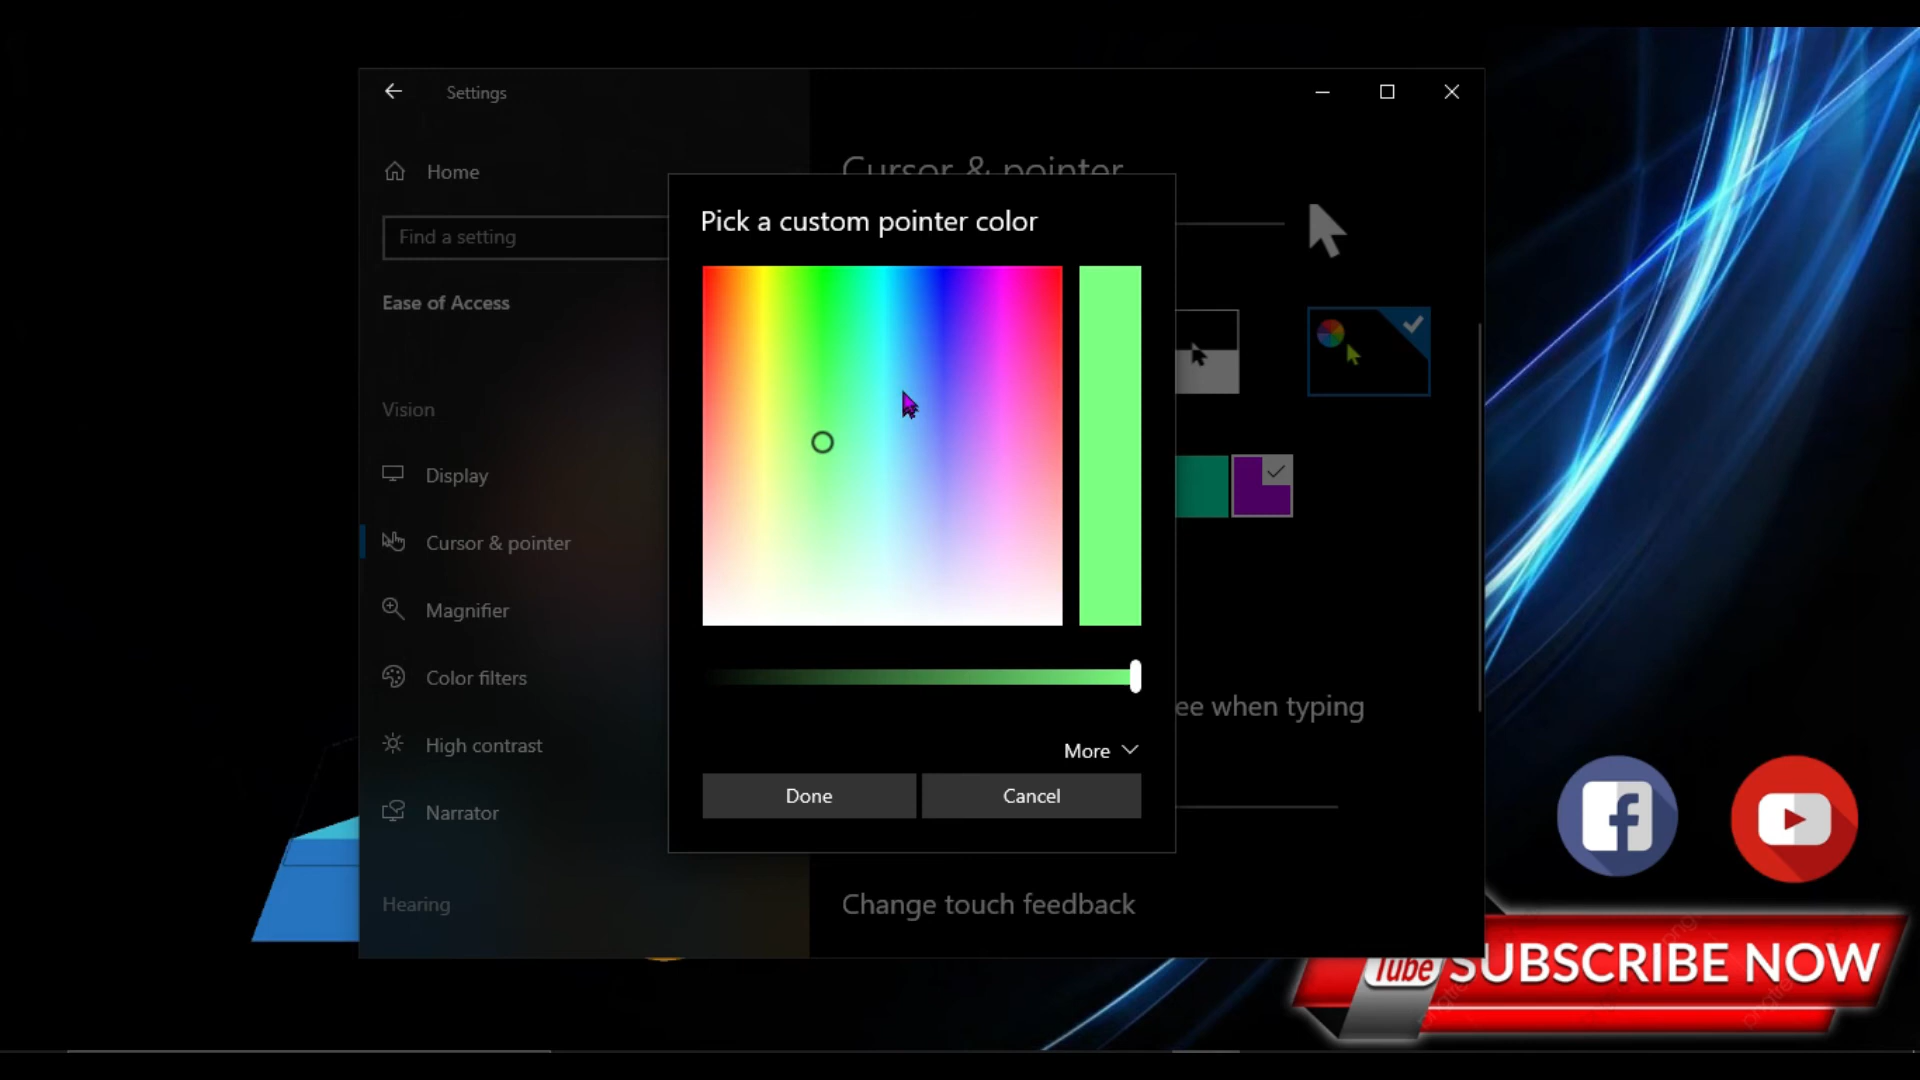 Settings
Home
Cursor & pointer
Pick a custom pointer color
Find a setting
Ease of Access
Vision
Display
Cursor & pointer
Magnifier
Color filters
High contrast
Narrator
Hearing
ee when typing
More
Done
Cancel
Change touch feedback
Tube SUBSCRIBE NOW